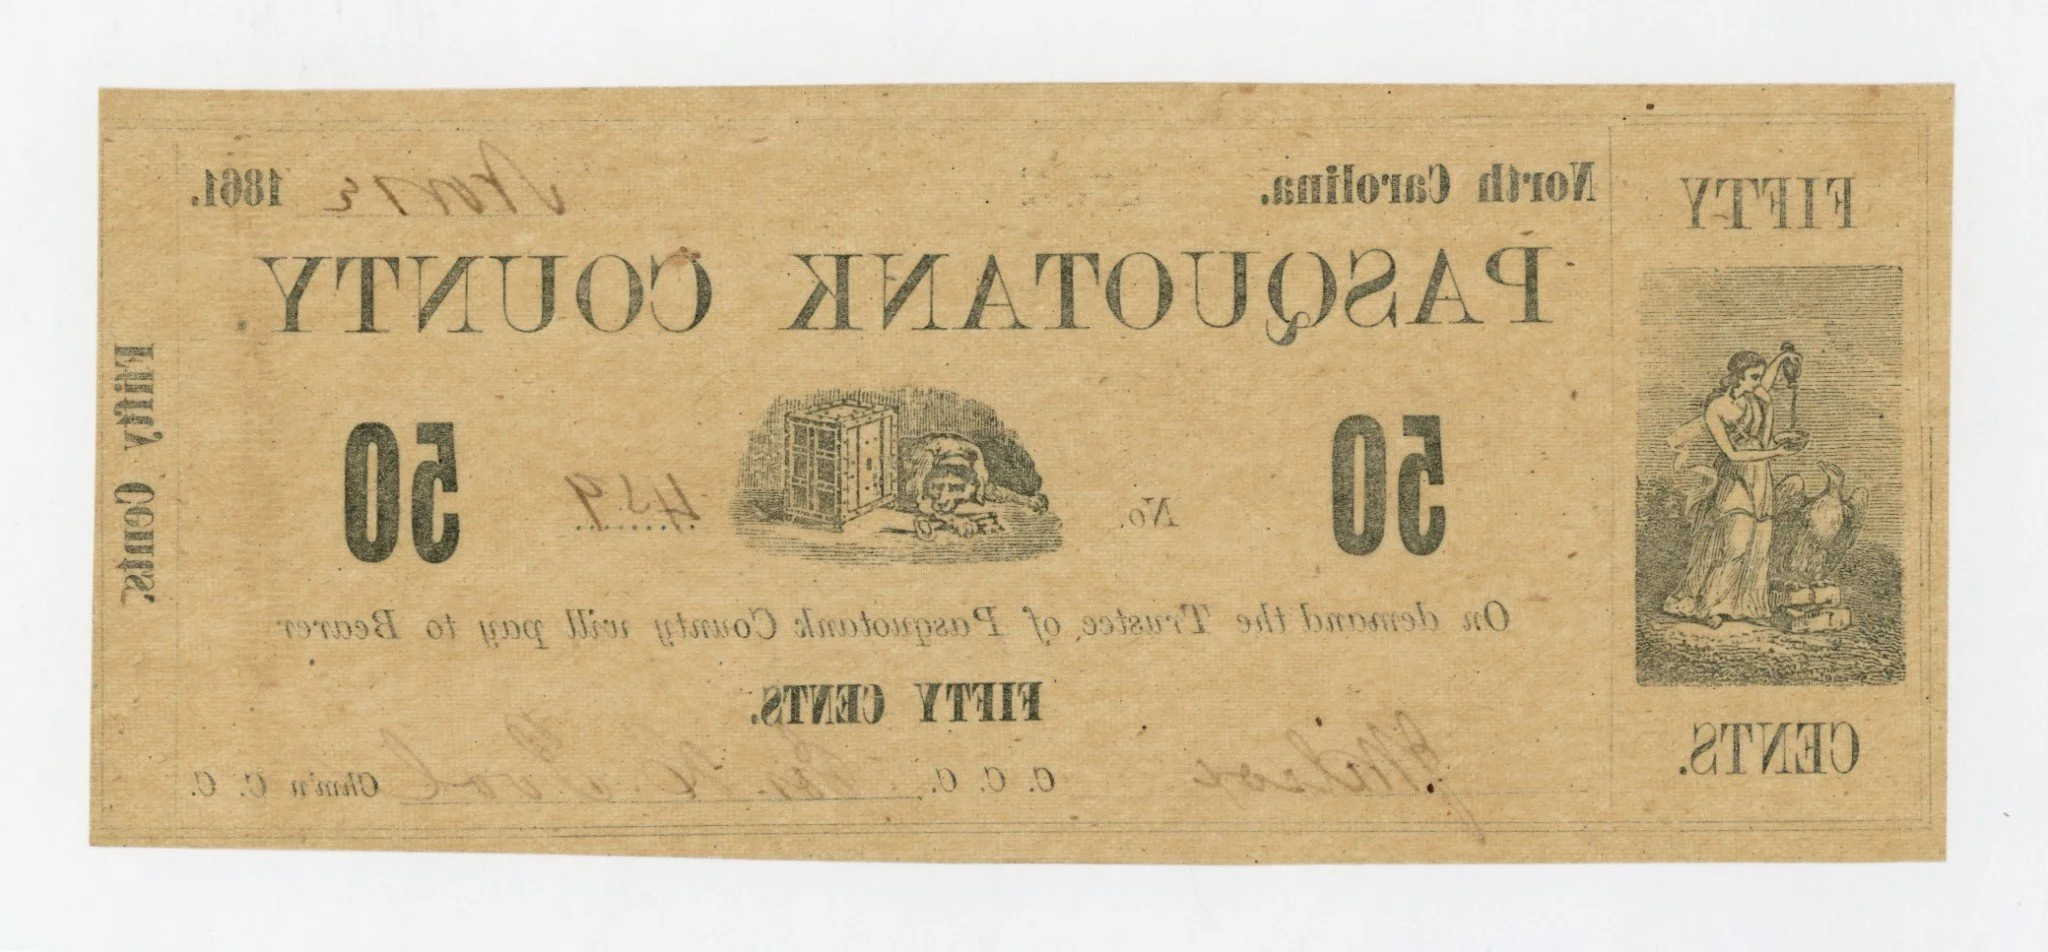 FIFTY
CENTS.
North Carolina. 1861.
PASQUOTANK COUNTY.
50 No. 459 50
On demand the Trustee, of Pasquotank County will pay to Bearer
FIFTY CENTS.
C. C. C. Chm'n C. C.
Fifty Cents.